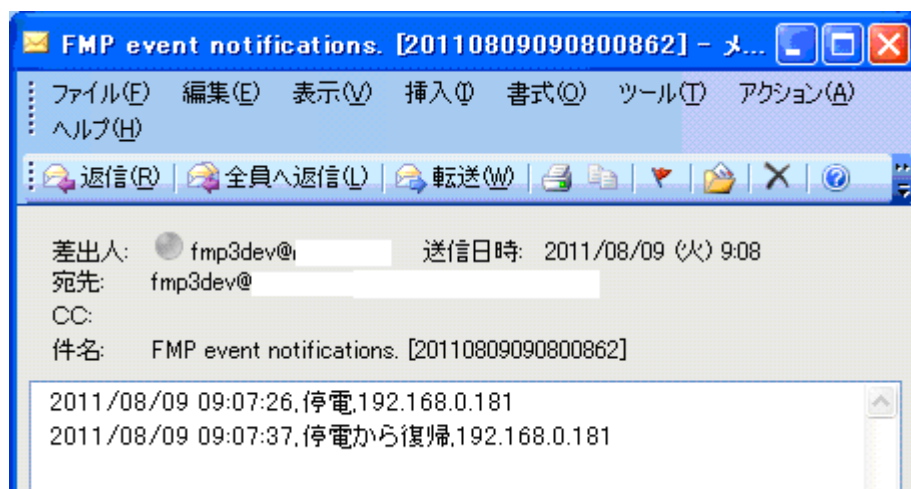 FMP event notifications. [20110809090800862] - メ...
ファイル(F) 編集(E) 表示(V) 挿入(I) 書式(O) ツール(T) アクション(A)
ヘルプ(H)
返信(R) 全員へ返信(L) 転送(W)
差出人: fmp3dev@ 送信日時: 2011/08/09 (火) 9:08
宛先: fmp3dev@
CC:
件名: FMP event notifications. [20110809090800862]
2011/08/09 09:07:26,停電,192.168.0.181
2011/08/09 09:07:37,停電から復帰,192.168.0.181